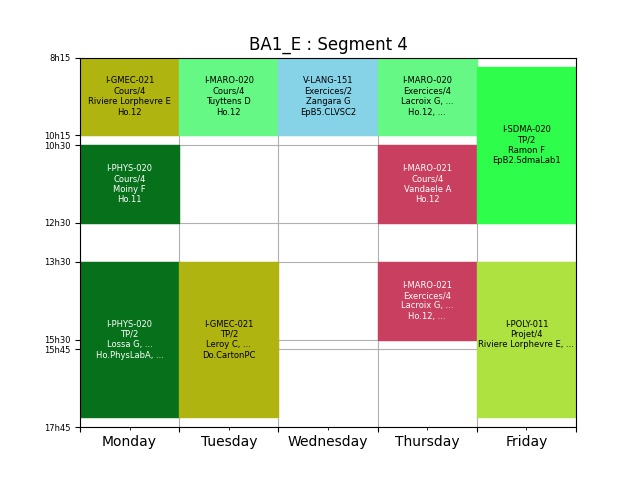 BA1_E : Segment 4
8h15
10h15
10h30
12h30
13h30
15h30
15h45
17h45
I-GMEC-021
Cours/4
Riviere Lorphevre E
Ho.12
I-MARO-020
Cours/4
Tuyttens D
Ho.12
V-LANG-151
Exercices/2
Zangara G
EpB5.CLVSC2
I-MARO-020
Exercices/4
Lacroix G, ...
Ho.12, ...
I-SDMA-020
TP/2
Ramon F
EpB2.SdmaLab1
I-PHYS-020
Cours/4
Moiny F
Ho.11
I-MARO-021
Cours/4
Vandaele A
Ho.12
I-PHYS-020
TP/2
Lossa G, ...
Ho.PhysLabA, ...
I-GMEC-021
TP/2
Leroy C, ...
Do.CartonPC
I-MARO-021
Exercices/4
Lacroix G, ...
Ho.12, ...
I-POLY-011
Projet/4
Riviere Lorphevre E, ...
Monday
Tuesday
Wednesday
Thursday
Friday